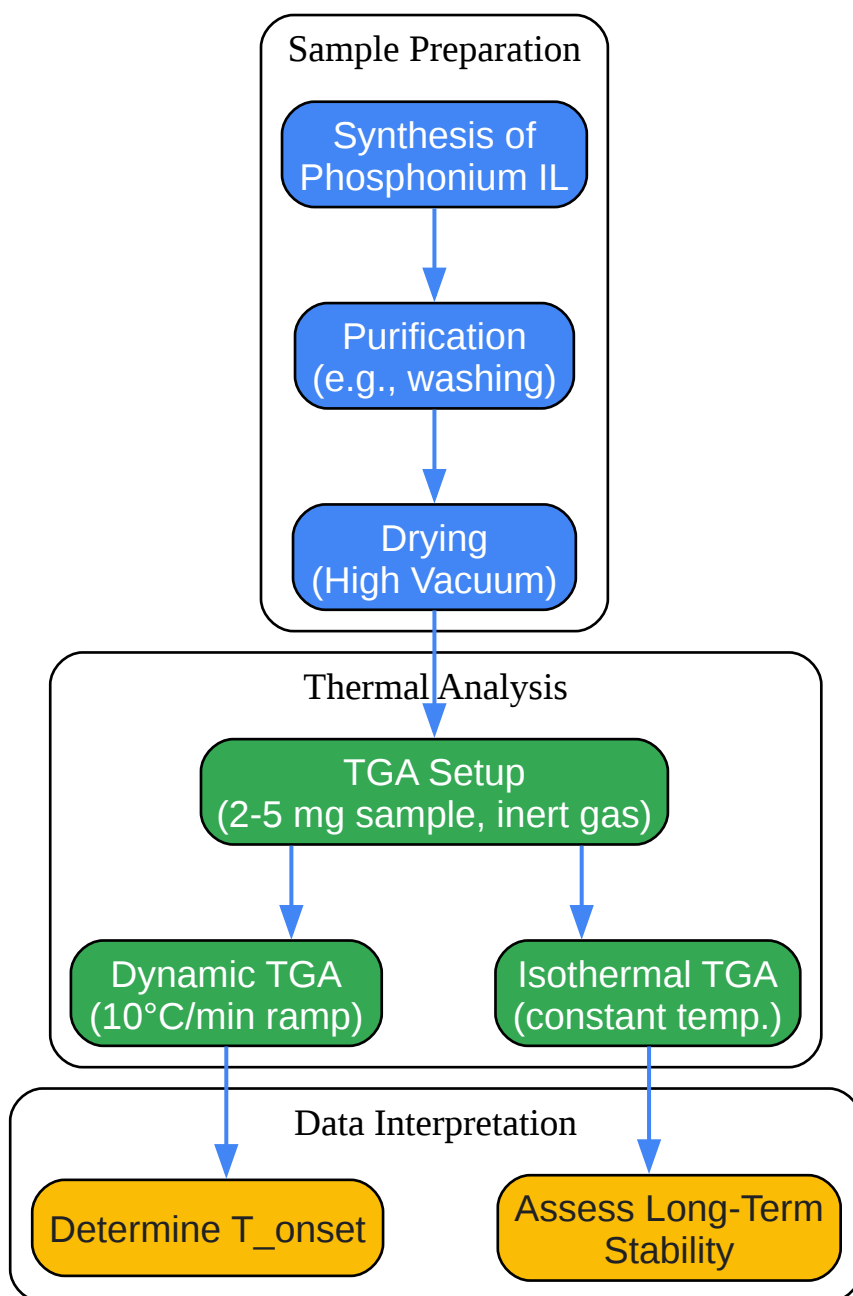 Sample Preparation
Synthesis of
Phosphonium IL
Purification
(e.g., washing)
Drying
(High Vacuum)
Thermal Analysis
TGA Setup
(2-5 mg sample, inert gas)
Dynamic TGA
(10°C/min ramp)
Isothermal TGA
(constant temp.)
Data Interpretation
Determine T_onset
Assess Long-Term
Stability